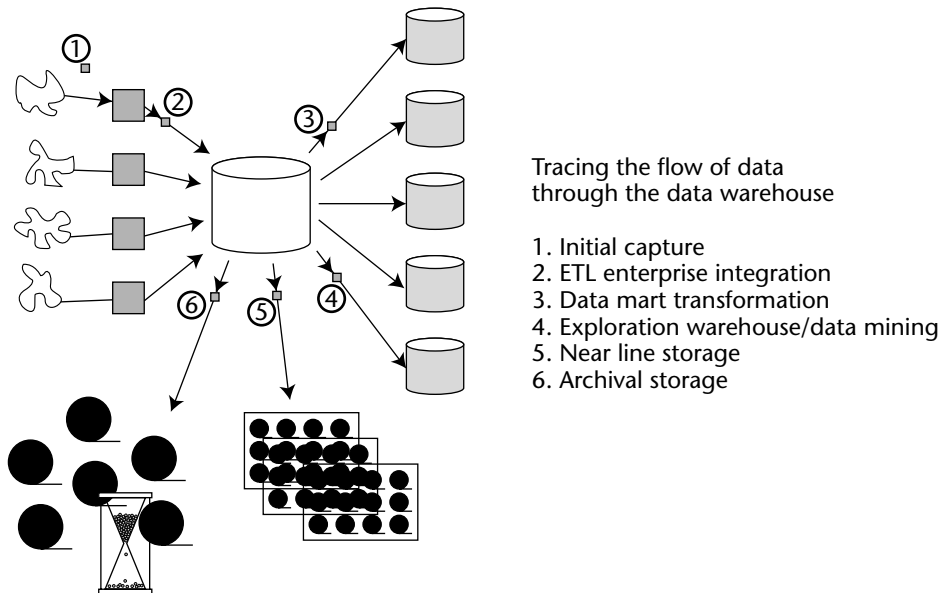 1
2
3
4
5
6
Tracing the flow of data
through the data warehouse
1. Initial capture
2. ETL enterprise integration
3. Data mart transformation
4. Exploration warehouse/data mining
5. Near line storage
6. Archival storage